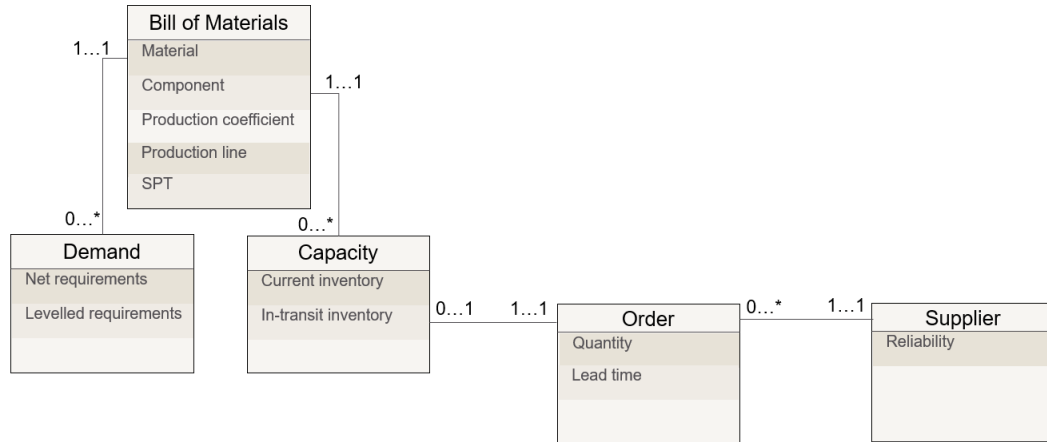 Bill of Materials
1...1
Material
Component
1...1
Production coefficient
Production line
SPT
0...*
0...*
Demand
Net requirements
Levelled requirements
Capacity
Current inventory
In-transit inventory
0...1
1...1
Order
Quantity
Lead time
0...*
1...1
Supplier
Reliability